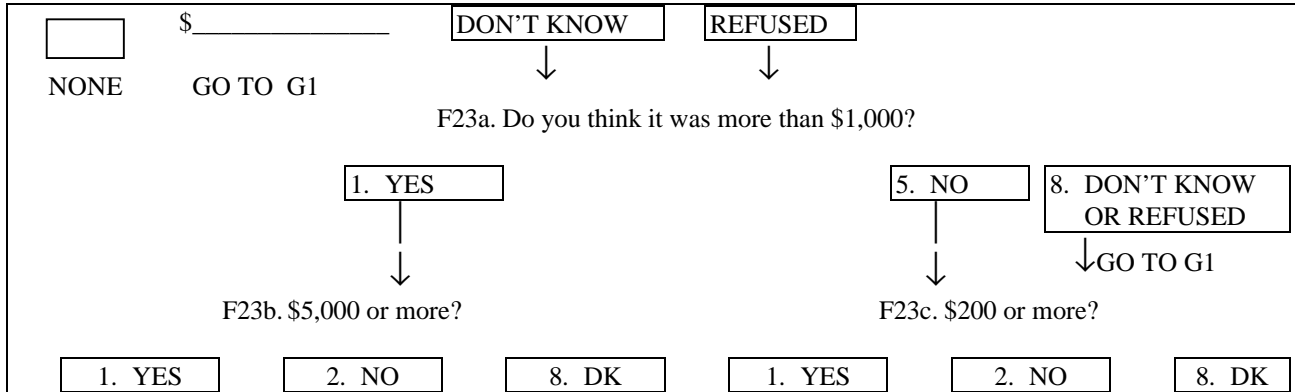 $_______________ DON’T KNOW REFUSED
NONE GO TO G1
F23a. Do you think it was more than $1,000?
1. YES 5. NO 8. DON’T KNOW
OR REFUSED
GO TO G1
F23b. $5,000 or more? F23c. $200 or more?
1. YES 2. NO 8. DK 1. YES 2. NO 8. DK